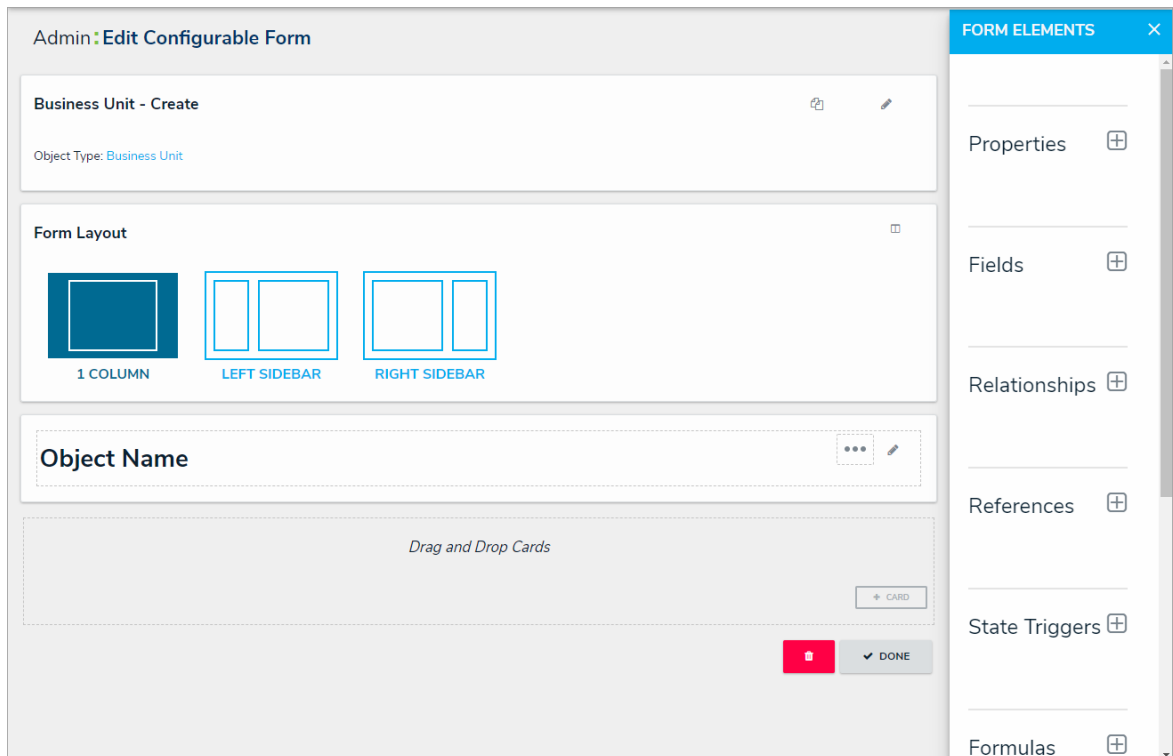 Admin:Edit Configurable Form
Business Unit - Create
Object Type: Business Unit
Form Layout
1 COLUMN LEFT SIDEBAR RIGHT SIDEBAR
Object Name
Drag and Drop Cards
+ CARD
DONE
FORM ELEMENTS
Properties
Fields
Relationships
References
State Triggers
Formulas